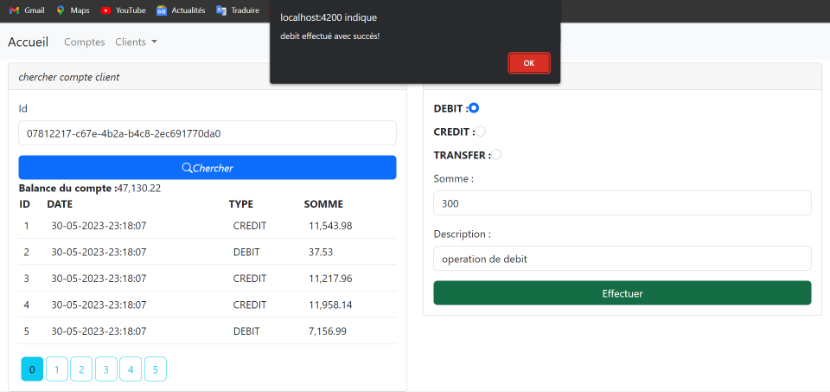 Gmail Maps YouTube Actualités Traduire
localhost:4200 indique
debit effectué avec succés!
OK
Accueil Comptes Clients
chercher compte client
Id
07812217-c67e-4b2a-b4c8-2ec691770da0
Chercher
Balance du compte :47,130.22
ID DATE TYPE SOMME
1 30-05-2023-23:18:07 CREDIT 11,543.98
2 30-05-2023-23:18:07 DEBIT 37.53
3 30-05-2023-23:18:07 CREDIT 11,217.96
4 30-05-2023-23:18:07 CREDIT 11,958.14
5 30-05-2023-23:18:07 DEBIT 7,156.99
0 1 2 3 4 5
DEBIT :
CREDIT :
TRANSFER :
Somme :
300
Description :
operation de debit
Effectuer